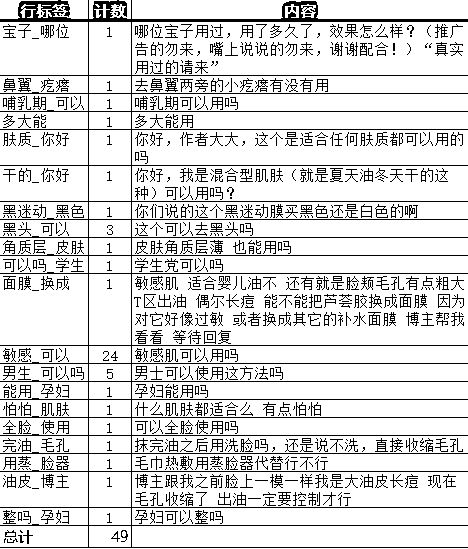 行标签 计数 内容
宝子_哪位 1 哪位宝子用过，用了多久了，效果怎么样？（推广
告的勿来，嘴上说说的勿来，谢谢配合！）“真实
用过的请来”
鼻翼_疙瘩 1 去鼻翼两旁的小疙瘩有没有用
哺乳期_可以 1 哺乳期可以用吗
多大能 1 多大能用
肤质_你好 1 你好，作者大大，这个是适合任何肤质都可以用的
吗
干的_你好 1 你好，我是混合型肌肤（就是夏天油冬天干的这
种）可以用吗？
黑迷动_黑色 1 你们说的这个黑迷动膜买黑色还是白色的啊
黑头_可以 3 这个可以去黑头吗
角质层_皮肤 1 皮肤角质层薄 也能用吗
可以吗_学生 1 学生党可以吗
面膜_换成 1 敏感肌 适合婴儿油不 还有就是脸颊毛孔有点粗大
T区出油 偶尔长痘 能不能把芦荟胶换成面膜 因为
对它好像过敏 或者换成其它的补水面膜 博主帮我
看看 等待回复
敏感_可以 24 敏感肌可以用吗
男生_可以吗 5 男士可以使用这方法吗
能用_孕妇 1 孕妇能用吗
怕怕_肌肤 1 什么肌肤都适合么 有点怕怕
全脸_使用 1 可以全脸使用吗
完油_毛孔 1 抹完油之后用洗脸吗，还是说不洗，直接收缩毛孔
用蒸_脸器 1 毛巾热敷用蒸脸器代替行不行
油皮_博主 1 博主跟我之前脸上一模一样我是大油皮长痘 现在
毛孔收缩了 出油一定要控制才行
整吗_孕妇 1 孕妇可以整吗
总计 49